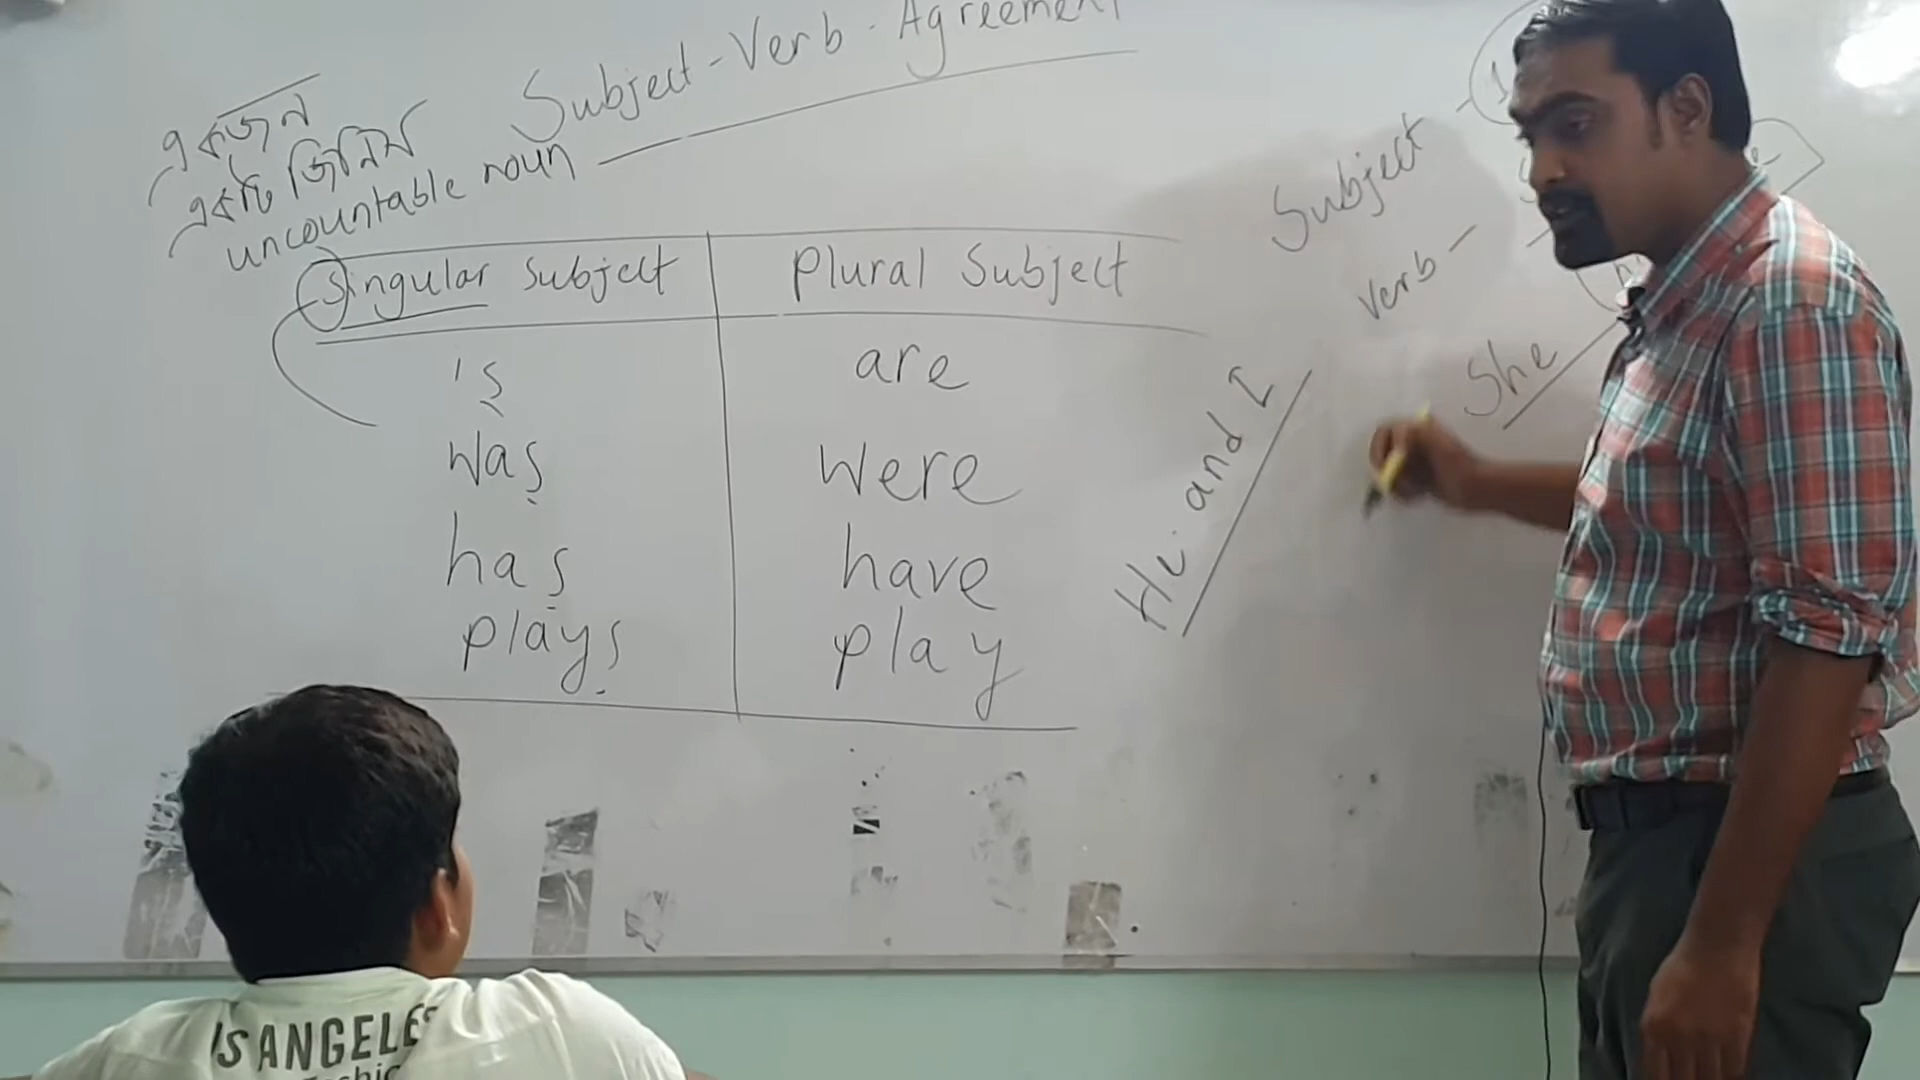 Subject-Verb-Agreement
একজন
একটি জিনিস
uncountable noun
Singular Subject
Plural Subject
is
are
was
were
has
have
plays
play
Subject -
Verb -
She
He and I
ANGELES